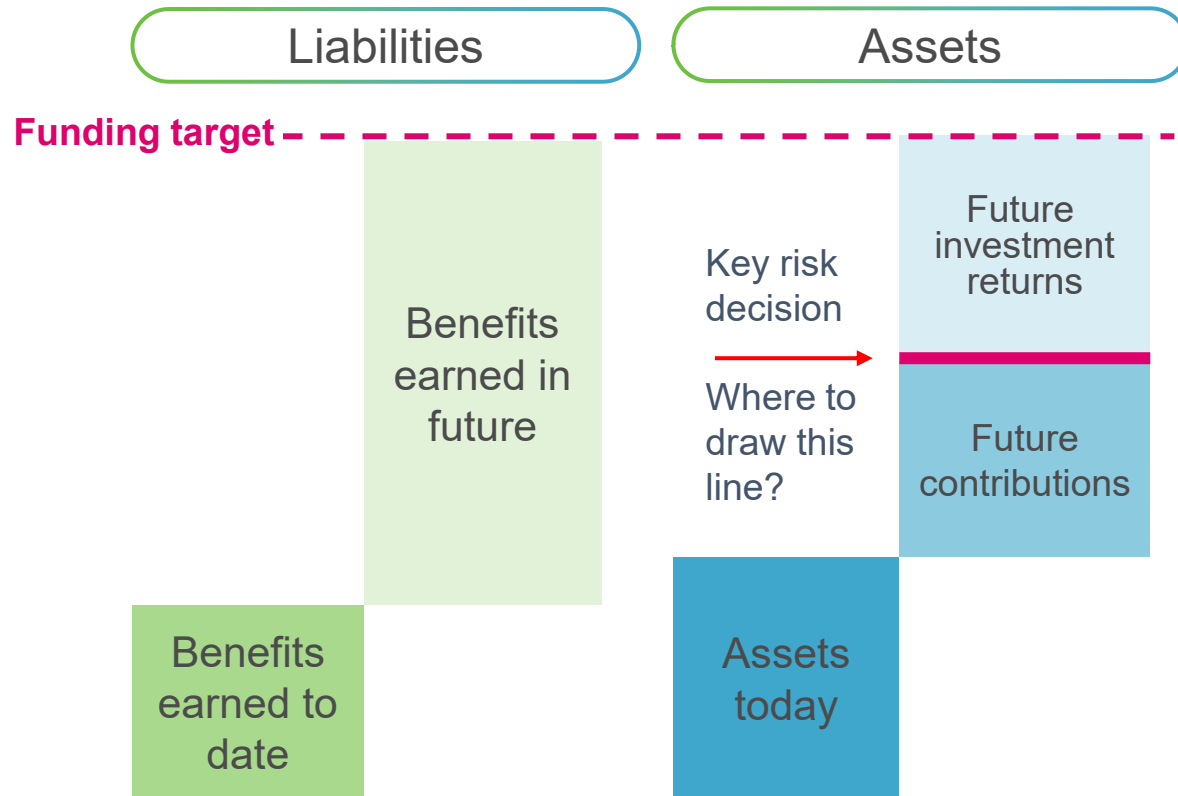 Liabilities
Assets
Funding target
Benefits
earned in
future
Benefits
earned to
date
Key risk
decision
Where to
draw this
line?
Future
investment
returns
Future
contributions
Assets
today